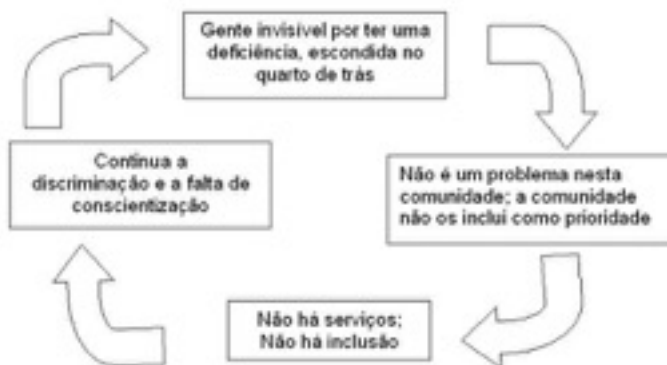 Gente invisível por ter uma
deficiência, escondida no
quarto de trás
Não é um problema nesta
comunidade; a comunidade
não os inclui como prioridade
Não há serviços;
Não há inclusão
Continua a
discriminação e a falta de
conscientização